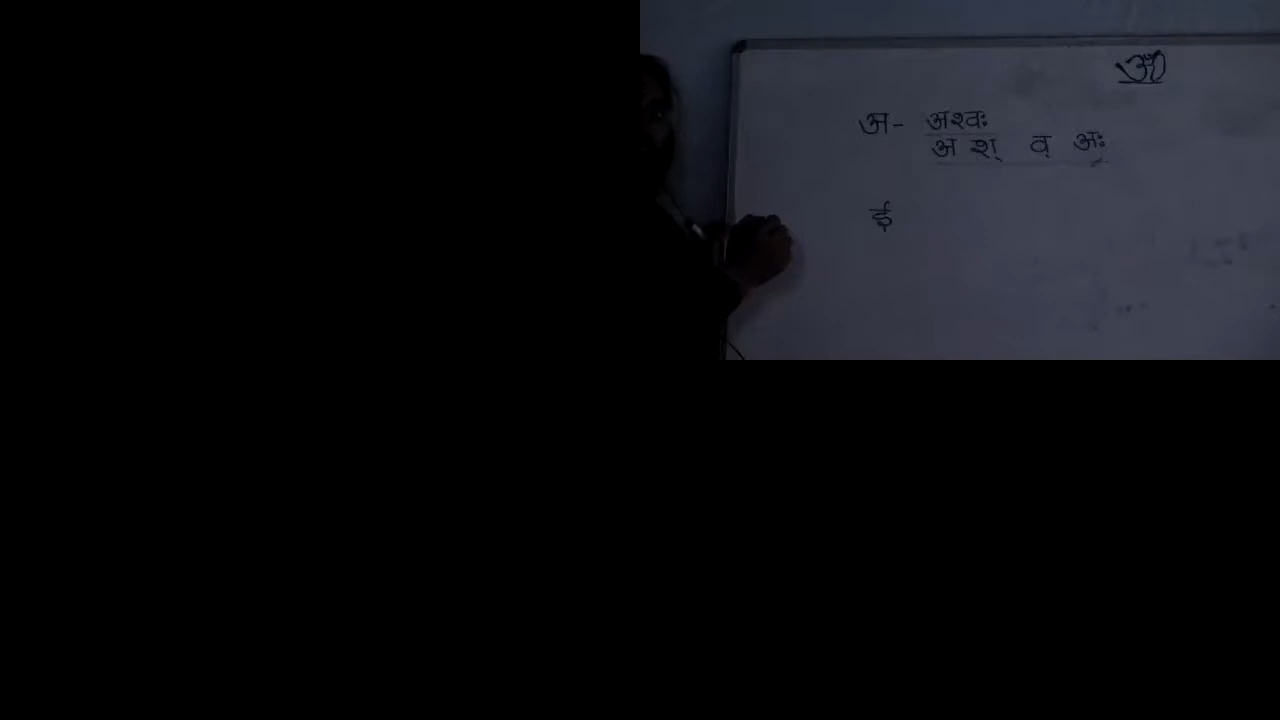 ॐ
अ - अश्वः
अ श् व् अः
ई